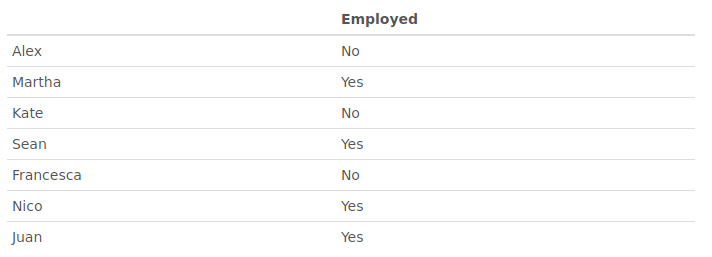 Employed
Alex No
Martha Yes
Kate No
Sean Yes
Francesca No
Nico Yes
Juan Yes